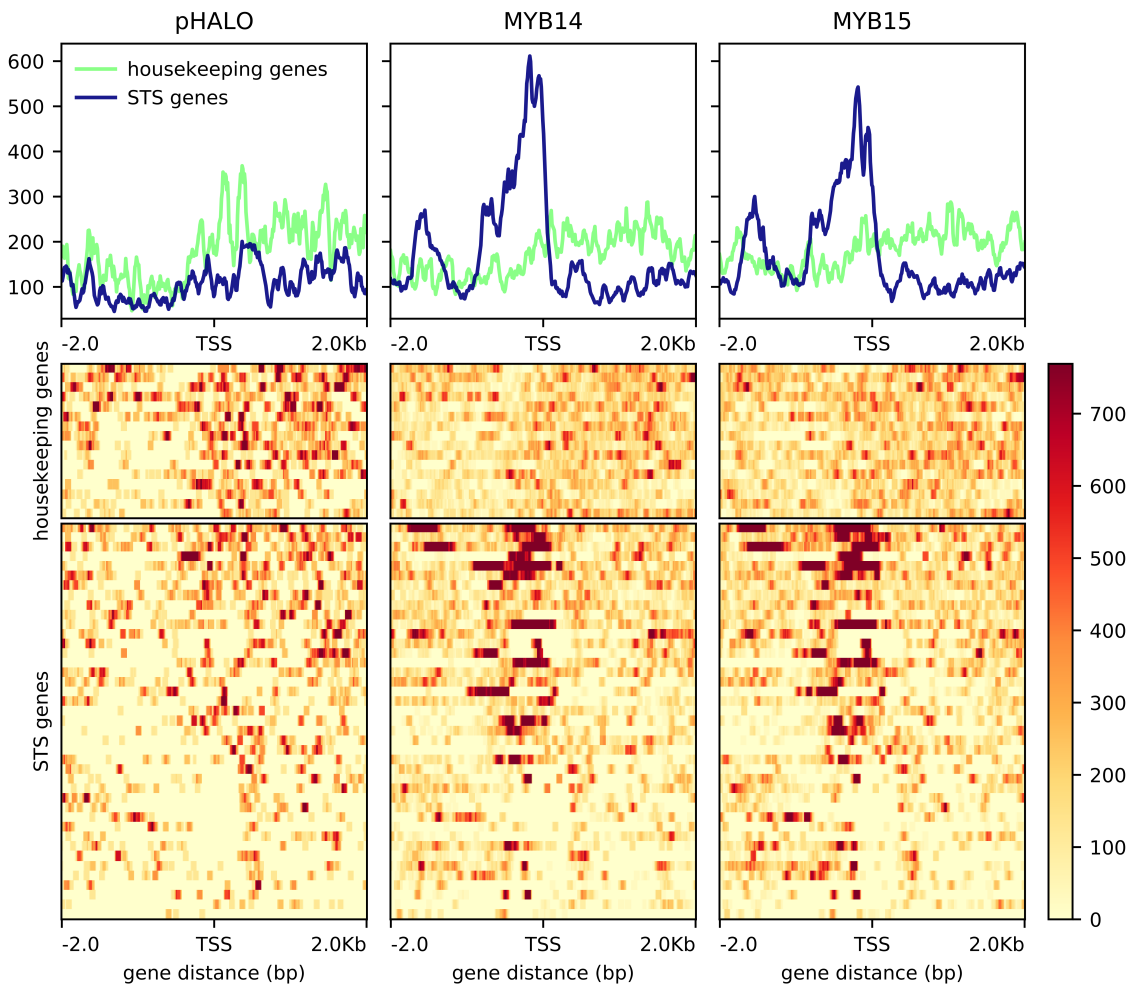 pHALO MYB14 MYB15
600
500
400
300
200
100
housekeeping genes
STS genes
-2.0 TSS 2.0Kb -2.0 TSS 2.0Kb -2.0 TSS 2.0Kb
housekeeping genes
STS genes
700
600
500
400
300
200
100
0
-2.0 TSS 2.0Kb -2.0 TSS 2.0Kb -2.0 TSS 2.0Kb
gene distance (bp) gene distance (bp) gene distance (bp)